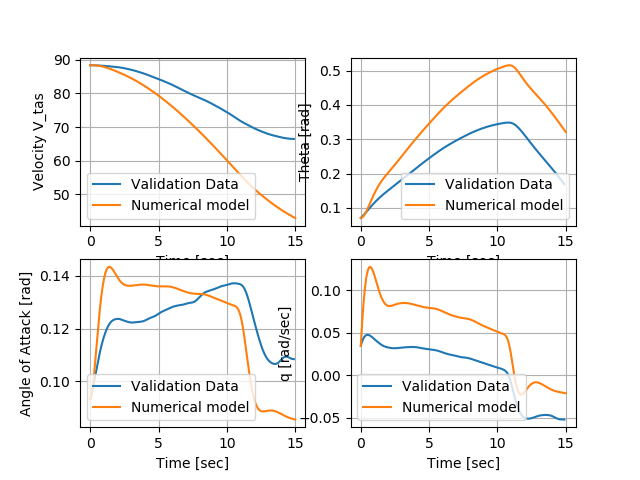 90
80
70
60
50
0
5
10
15
Velocity V_tas
Time [sec]
Validation Data
Numerical model
0.5
0.4
0.3
0.2
0.1
0
5
10
15
Theta [rad]
Time [sec]
Validation Data
Numerical model
0.14
0.12
0.10
0
5
10
15
Angle of Attack [rad]
Time [sec]
Validation Data
Numerical model
0.10
0.05
0.00
−0.05
0
5
10
15
q [rad/sec]
Time [sec]
Validation Data
Numerical model